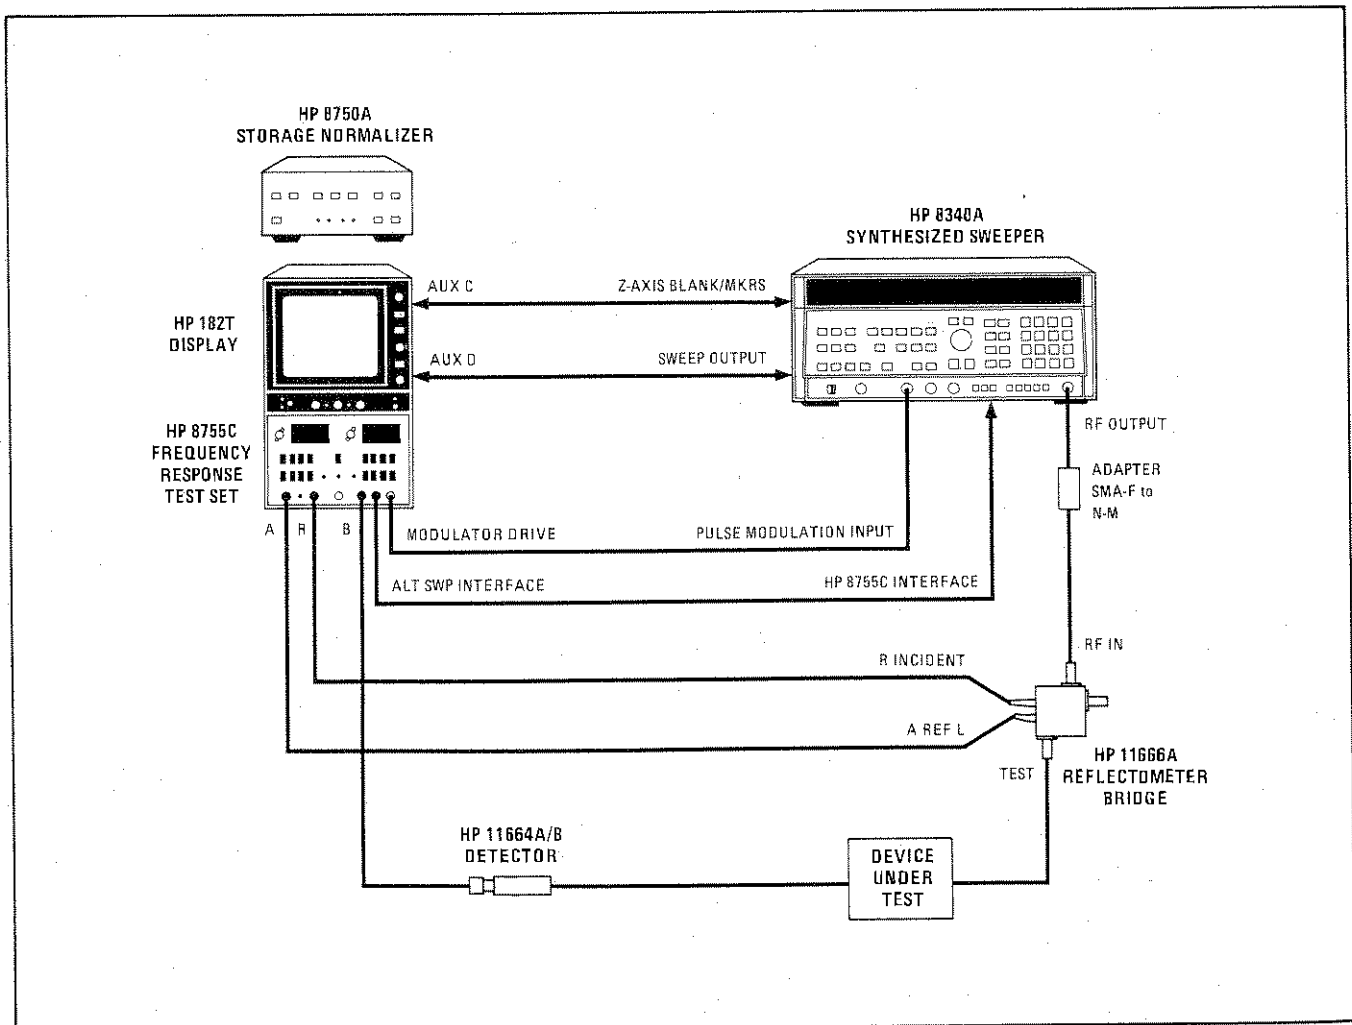 HP 8750A
STORAGE NORMALIZER
HP 8340A
SYNTHESIZED SWEEPER
AUX C
Z-AXIS BLANK/MKRS
HP 182T
DISPLAY
AUX D
SWEEP OUTPUT
HP 8755C
FREQUENCY
RESPONSE
TEST SET
RF OUTPUT
ADAPTER
SMA-F to
N-M
A
R
B
MODULATOR DRIVE
PULSE MODULATION INPUT
ALT SWP INTERFACE
HP 8755C INTERFACE
R INCIDENT
RF IN
A REF L
TEST
HP 11666A
REFLECTOMETER
BRIDGE
HP 11664A/B
DETECTOR
DEVICE
UNDER
TEST